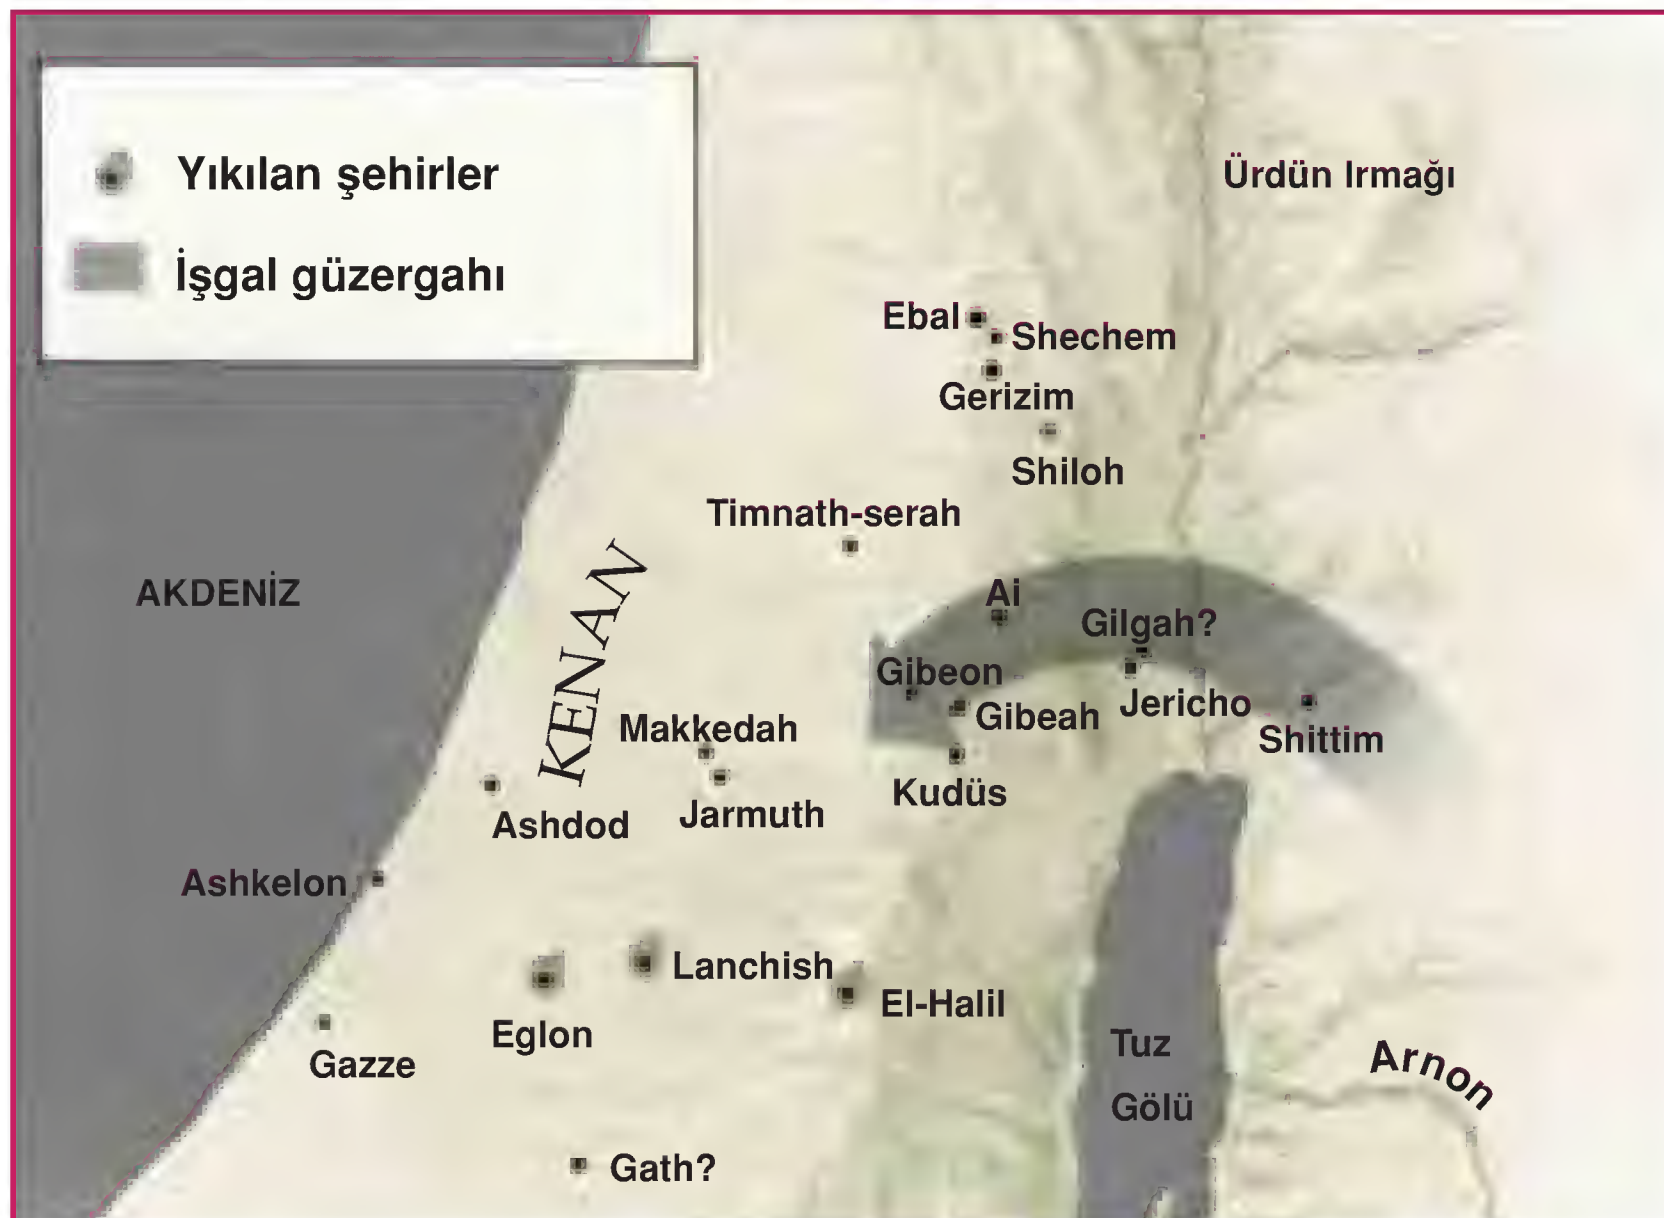 Yıkılan şehirler
İşgal güzergahı
Ürdün Irmağı
Ebal
Shechem
Gerizim
Shiloh
Timnath-serah
AKDENİZ
KENAN
Ai
Gilgah?
Gibeon
Gibeah
Jericho
Shittim
Makkedah
Kudüs
Jarmuth
Ashdod
Ashkelon
Lanchish
El-Halil
Eglon
Gazze
Tuz
Gölü
Arnon
Gath?